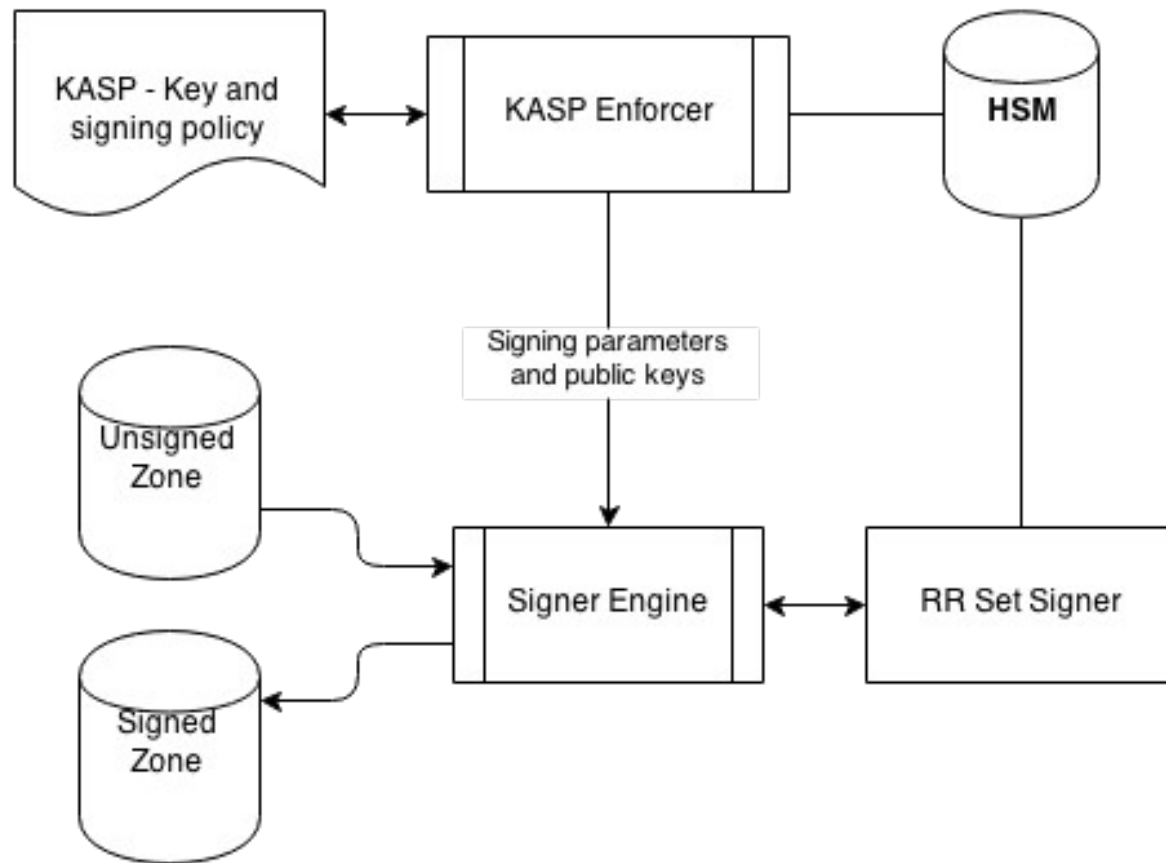 KASP - Key and
signing policy
KASP Enforcer
HSM
Signing parameters
and public keys
Unsigned
Zone
Signer Engine
RR Set Signer
Signed
Zone